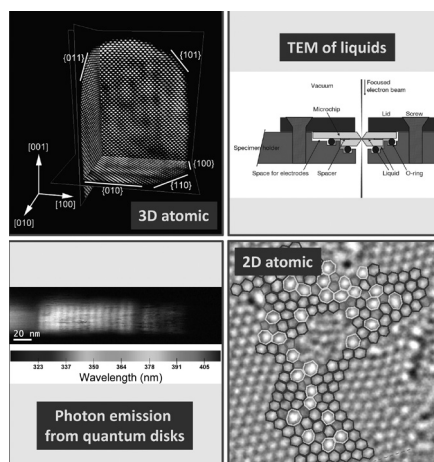 {011}
{101}
[001]
{100}
{010}
{110}
[100]
[010]
3D atomic
TEM of liquids
Vacuum
Focused
electron beam
Microchip
Lid
Screw
Specimen holder
Space for electrodes
Spacer
Liquid
O-ring
20 nm
323 337 350 364 378 391 405
Wavelength (nm)
Photon emission
from quantum disks
2D atomic